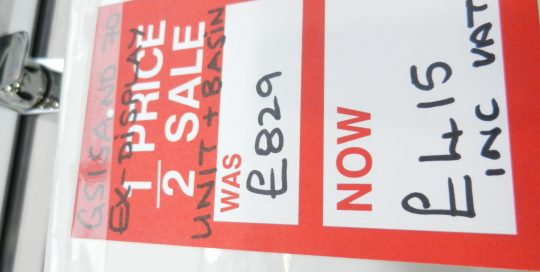 EX-DISPLAY
1/2 PRICE
SALE
UNIT + BASIN
WAS
£829
NOW
£415
INC VAT